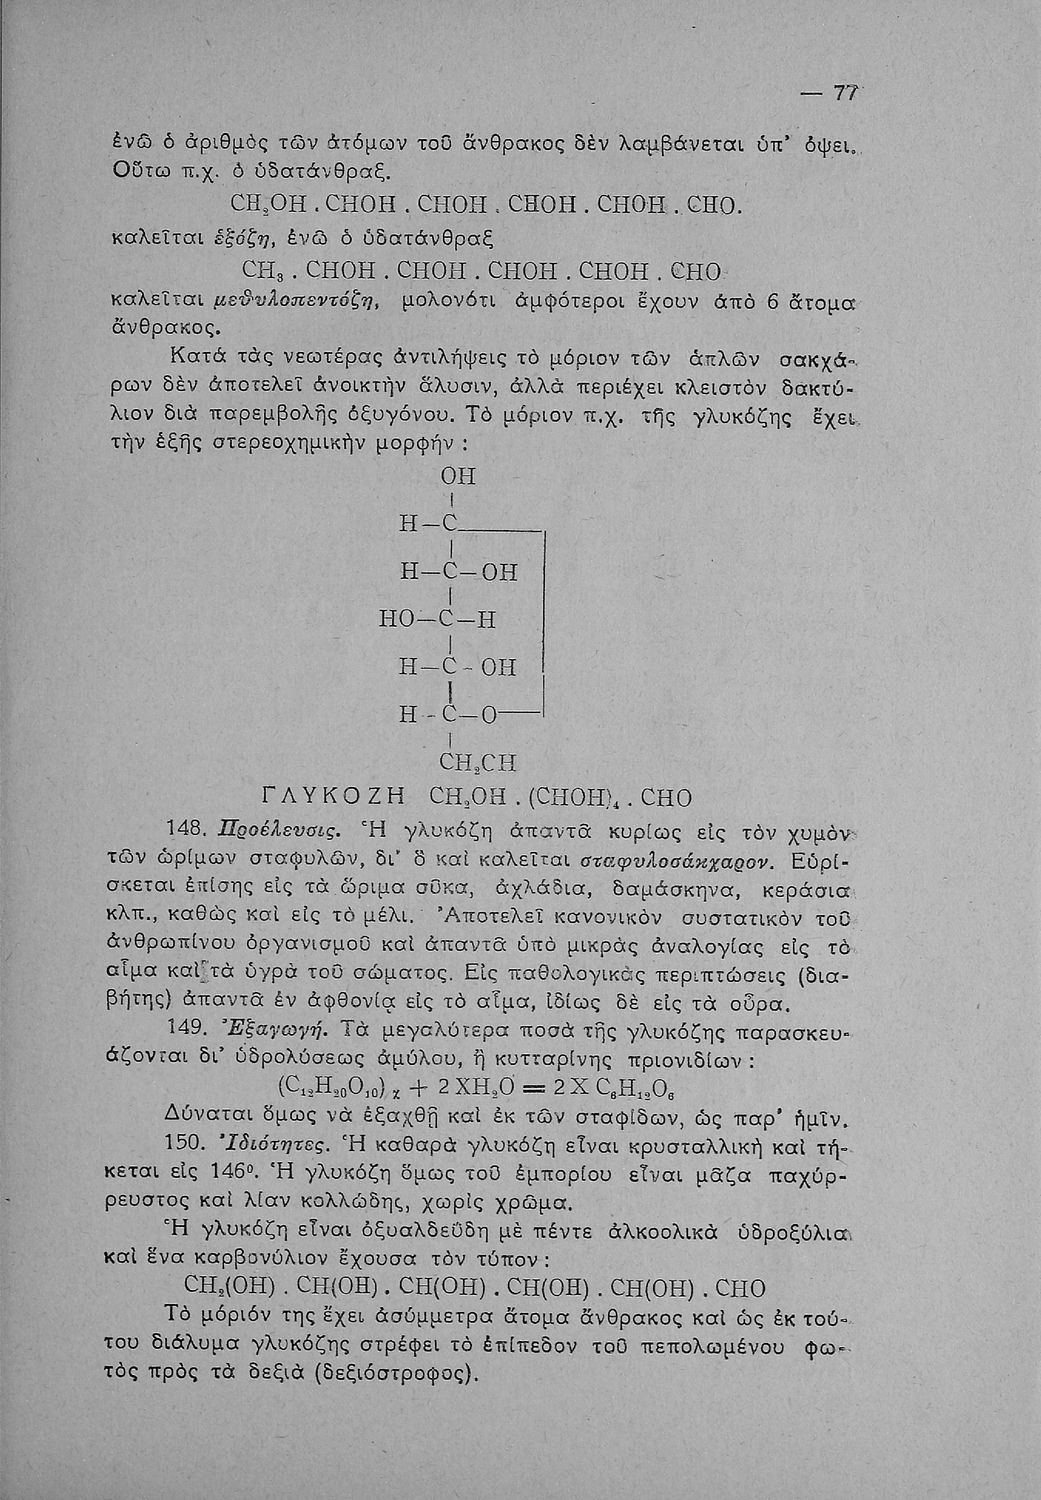 — 77
ἐνῶ ὁ ἀριθμὸς τῶν ἀτόμων τοῦ ἄνθρακος δὲν λαμβάνεται ὑπ’ ὄψει.
Οὕτω π.χ. ὁ ὑδατάνθραξ.
CH₂OH . CHOH . CHOH . CHOH . CHOH . CHO.
καλεῖται ἑξόζη, ἐνῶ ὁ ὑδατάνθραξ
CH₃ . CHOH . CHOH . CHOH . CHOH . CHO
καλεῖται μεθυλοπεντόζη, μολονότι ἀμφότεροι ἔχουν ἀπὸ 6 ἄτομα
ἄνθρακος.
Κατὰ τὰς νεωτέρας ἀντιλήψεις τὸ μόριον τῶν ἁπλῶν σακχά-
ρων δὲν ἀποτελεῖ ἀνοικτὴν ἅλυσιν, ἀλλὰ περιέχει κλειστὸν δακτύ-
λιον διὰ παρεμβολῆς ὀξυγόνου. Τὸ μόριον π.χ. τῆς γλυκόζης ἔχει
τὴν ἑξῆς στερεοχημικὴν μορφήν :
OH
H—C
H—C—OH
HO—C—H
H—C - OH
H - C—O
CH₂CH
ΓΛΥΚΟΖΗ CH₂OH . (CHOH)₄ . CHO
148. Προέλευσις. Ἡ γλυκόζη ἀπαντᾶ κυρίως εἰς τὸν χυμὸν
τῶν ὡρίμων σταφυλῶν, δι’ ὃ καὶ καλεῖται σταφυλοσάκχαρον. Εὑρί-
σκεται ἐπίσης εἰς τὰ ὥριμα σῦκα, ἀχλάδια, δαμάσκηνα, κεράσια
κλπ., καθὼς καὶ εἰς τὸ μέλι. Ἀποτελεῖ κανονικὸν συστατικὸν τοῦ
ἀνθρωπίνου ὀργανισμοῦ καὶ ἀπαντᾶ ὑπὸ μικρὰς ἀναλογίας εἰς τὸ
αἷμα καὶ τὰ ὑγρὰ τοῦ σώματος. Εἰς παθολογικὰς περιπτώσεις (δια-
βήτης) ἀπαντᾶ ἐν ἀφθονίᾳ εἰς τὸ αἷμα, ἰδίως δὲ εἰς τὰ οὖρα.
149. Ἐξαγωγή. Τὰ μεγαλύτερα ποσὰ τῆς γλυκόζης παρασκευ-
άζονται δι’ ὑδρολύσεως ἀμύλου, ἢ κυτταρίνης πριονιδίων :
(C₁₂H₂₀O₁₀) ₓ + 2 XH₂O = 2 X C₆H₁₂O₆
Δύναται ὅμως νὰ ἐξαχθῇ καὶ ἐκ τῶν σταφίδων, ὡς παρ’ ἡμῖν.
150. Ἰδιότητες. Ἡ καθαρὰ γλυκόζη εἶναι κρυσταλλικὴ καὶ τή-
κεται εἰς 146⁰. Ἡ γλυκόζη ὅμως τοῦ ἐμπορίου εἶναι μᾶζα παχύρ-
ρευστος καὶ λίαν κολλώδης, χωρὶς χρῶμα.
Ἡ γλυκόζη εἶναι ὀξυαλδεΰδη μὲ πέντε ἀλκοολικὰ ὑδροξύλια
καὶ ἕνα καρβονύλιον ἔχουσα τὸν τύπον :
CH₂(OH) . CH(OH) . CH(OH) . CH(OH) . CH(OH) . CHO
Τὸ μόριόν της ἔχει ἀσύμμετρα ἄτομα ἄνθρακος καὶ ὡς ἐκ τού-
του διάλυμα γλυκόζης στρέφει τὸ ἐπίπεδον τοῦ πεπολωμένου φω-
τὸς πρὸς τὰ δεξιὰ (δεξιόστροφος).